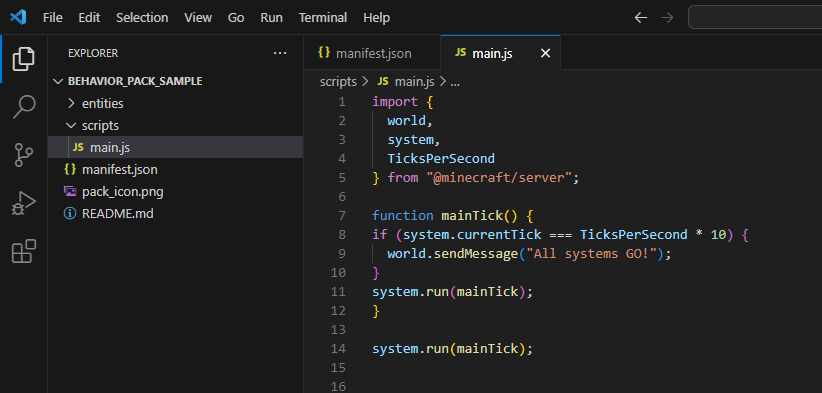 File Edit Selection View Go Run Terminal Help
EXPLORER
BEHAVIOR_PACK_SAMPLE
entities
scripts
JS main.js
{} manifest.json
pack_icon.png
README.md
{} manifest.json JS main.js
scripts > JS main.js > ...
1 import {
2   world,
3   system,
4   TicksPerSecond
5 } from "@minecraft/server";
6
7 function mainTick() {
8 if (system.currentTick === TicksPerSecond * 10) {
9   world.sendMessage("All systems GO!");
10 }
11 system.run(mainTick);
12 }
13
14 system.run(mainTick);
15
16